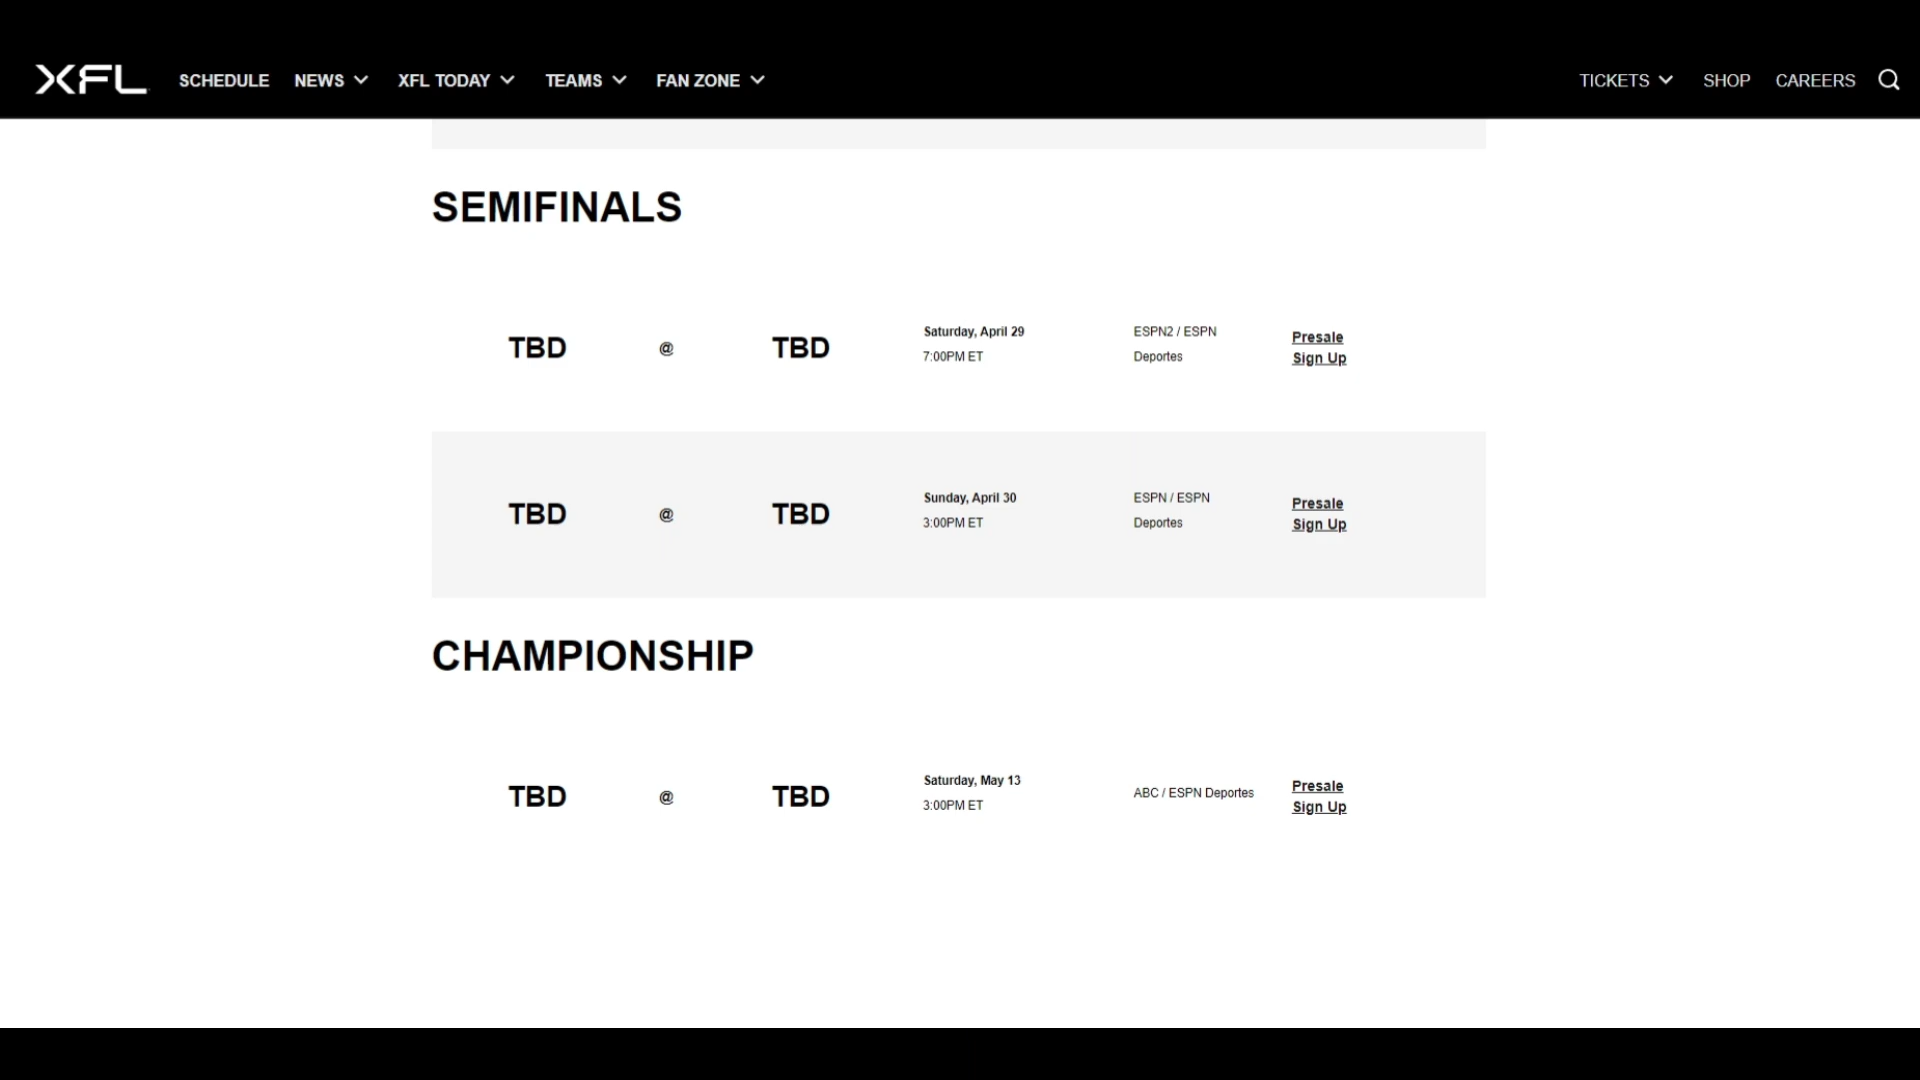 XFL SCHEDULE NEWS XFL TODAY TEAMS FAN ZONE TICKETS SHOP CAREERS
SEMIFINALS
TBD @ TBD
Saturday, April 29
7:00PM ET
ESPN2 / ESPN
Deportes
Presale
Sign Up
TBD @ TBD
Sunday, April 30
3:00PM ET
ESPN / ESPN
Deportes
Presale
Sign Up
CHAMPIONSHIP
TBD @ TBD
Saturday, May 13
3:00PM ET
ABC / ESPN Deportes
Presale
Sign Up